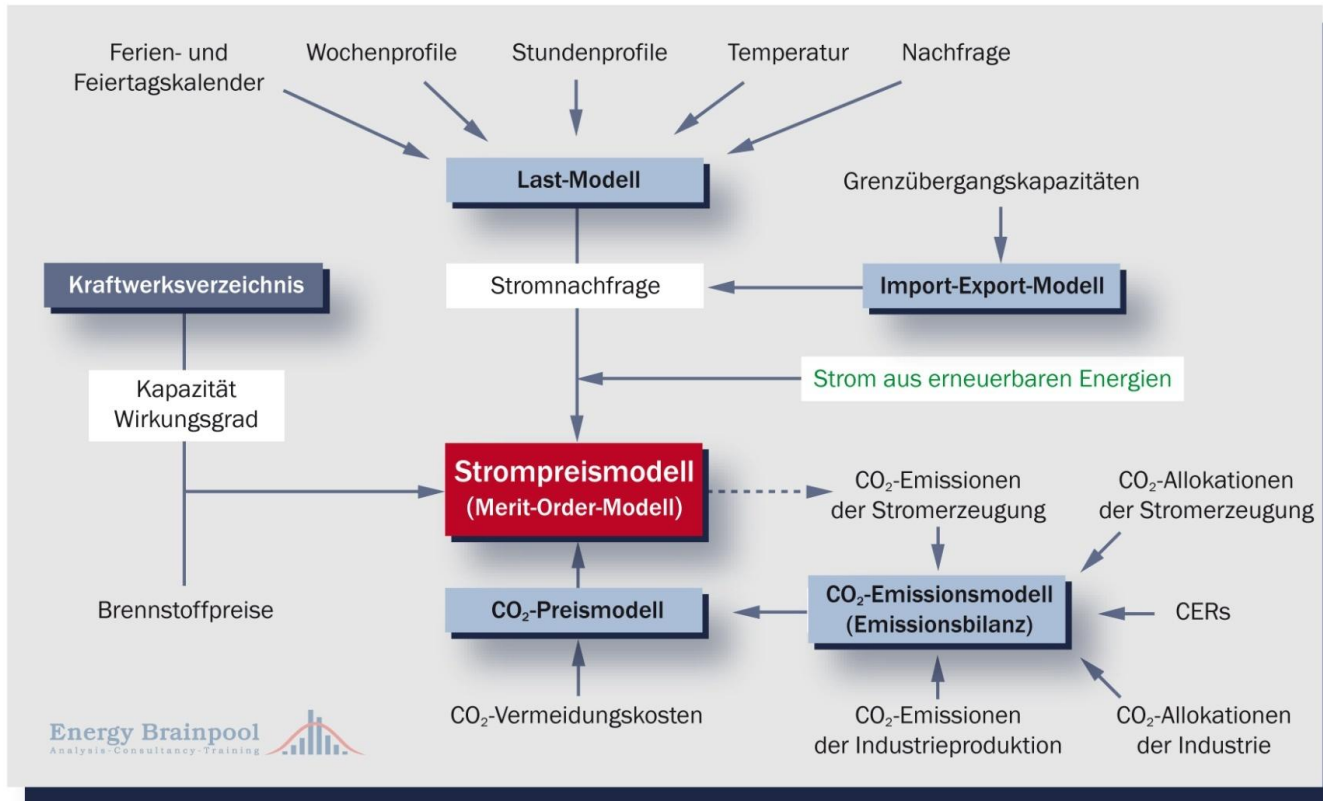 Ferien- und
Feiertagskalender
Wochenprofile
Stundenprofile
Temperatur
Nachfrage
Last-Modell
Grenzübergangskapazitäten
Kraftwerksverzeichnis
Stromnachfrage
Import-Export-Modell
Kapazität
Wirkungsgrad
Strom aus erneuerbaren Energien
Strompreismodell
(Merit-Order-Modell)
CO₂-Emissionen
der Stromerzeugung
CO₂-Allokationen
der Stromerzeugung
Brennstoffpreise
CO₂-Preismodell
CO₂-Emissionsmodell
(Emissionsbilanz)
CERs
CO₂-Vermeidungskosten
CO₂-Emissionen
der Industrieproduktion
CO₂-Allokationen
der Industrie
Energy Brainpool
Analysis-Consultancy-Training